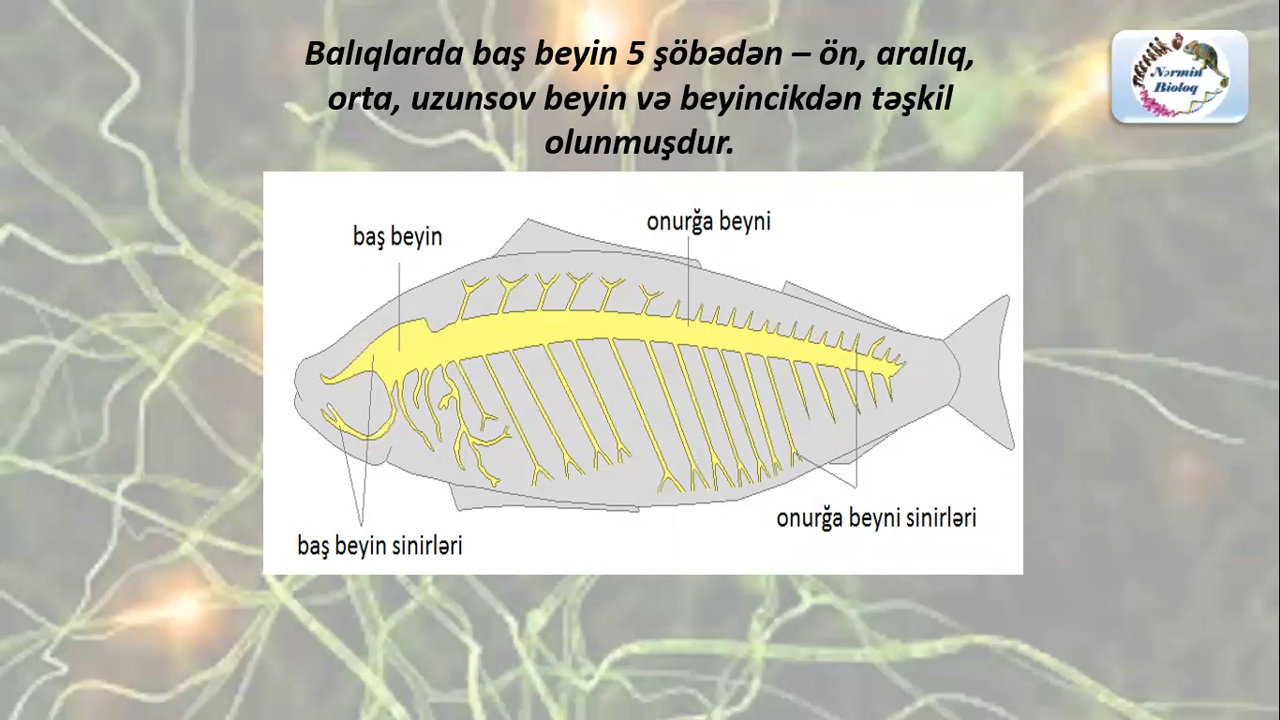 Balıqlarda baş beyin 5 şöbədən – ön, aralıq,
orta, uzunsov beyin və beyincikdən təşkil
olunmuşdur.
Nərmin
Bioloq
baş beyin
onurğa beyni
onurğa beyni sinirləri
baş beyin sinirləri